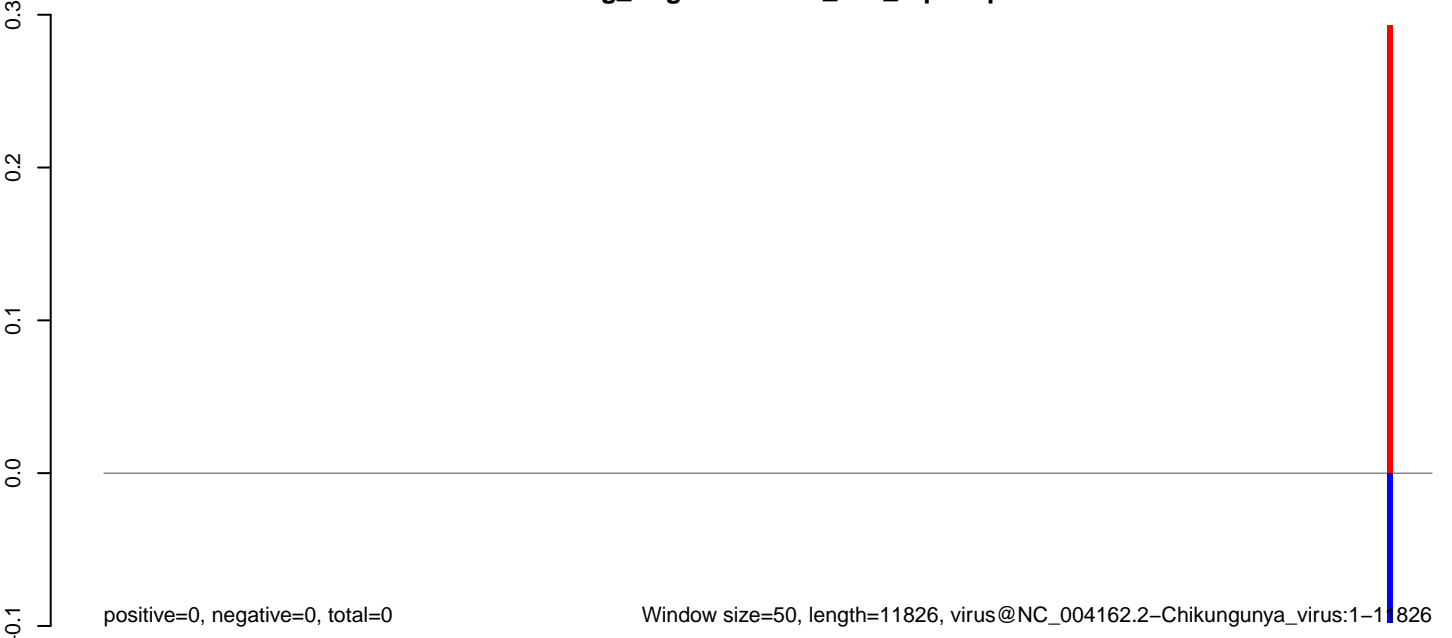 0.3
0.2
0.1
0.0
-0.1
positive=0, negative=0, total=0
Window size=50, length=11826, virus@NC_004162.2−Chikungunya_virus:1−11826